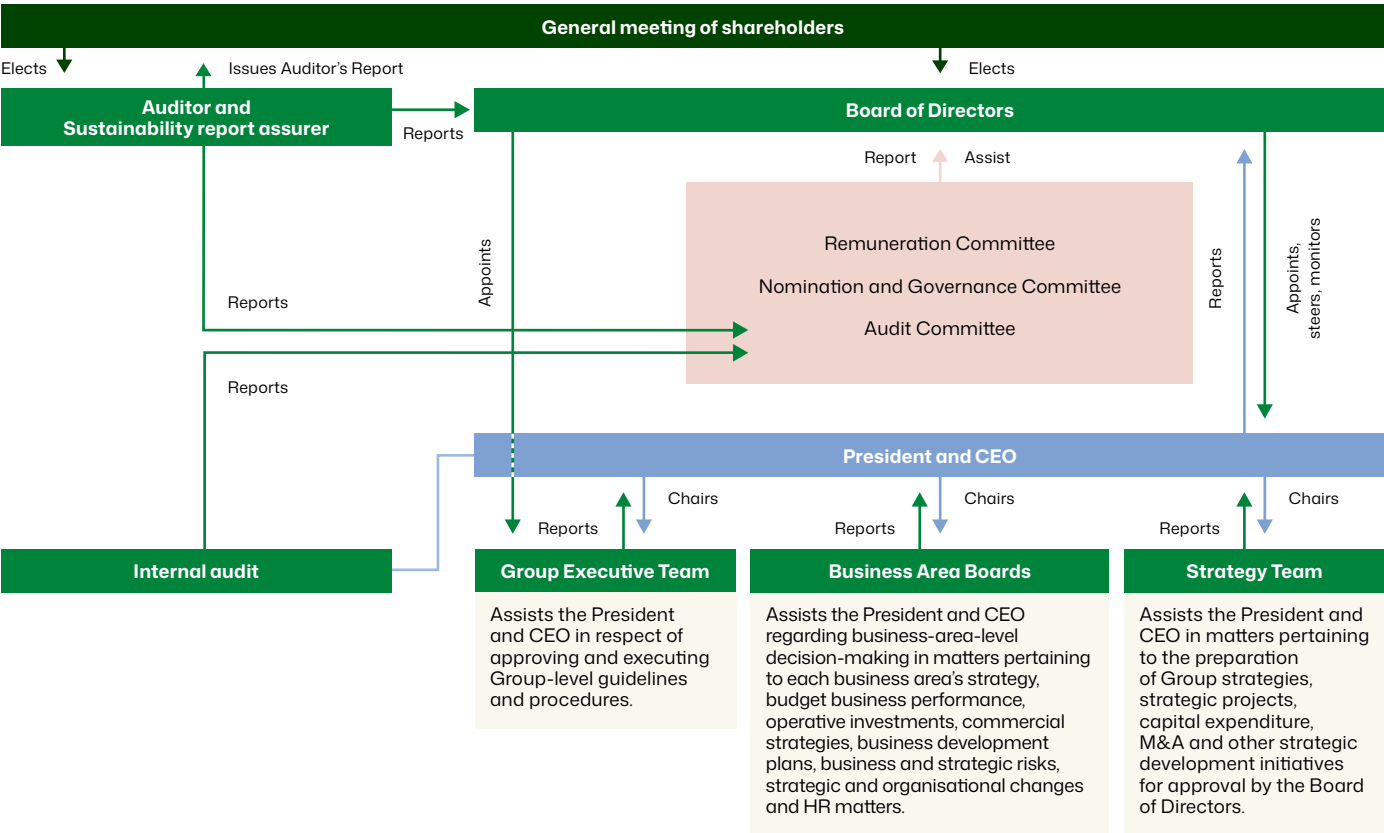 General meeting of shareholders
Elects
Issues Auditor's Report
Elects
Auditor and
Sustainability report assurer
Reports
Board of Directors
Report
Assist
Remuneration Committee
Nomination and Governance Committee
Audit Committee
Appoints
Reports
Appoints,
steers, monitors
Reports
Reports
President and CEO
Reports
Chairs
Reports
Chairs
Reports
Chairs
Internal audit
Group Executive Team
Assists the President
and CEO in respect of
approving and executing
Group-level guidelines
and procedures.
Business Area Boards
Assists the President and CEO
regarding business-area-level
decision-making in matters pertaining
to each business area's strategy,
budget business performance,
operative investments, commercial
strategies, business development
plans, business and strategic risks,
strategic and organisational changes
and HR matters.
Strategy Team
Assists the President and
CEO in matters pertaining
to the preparation
of Group strategies,
strategic projects,
capital expenditure,
M&A and other strategic
development initiatives
for approval by the Board
of Directors.